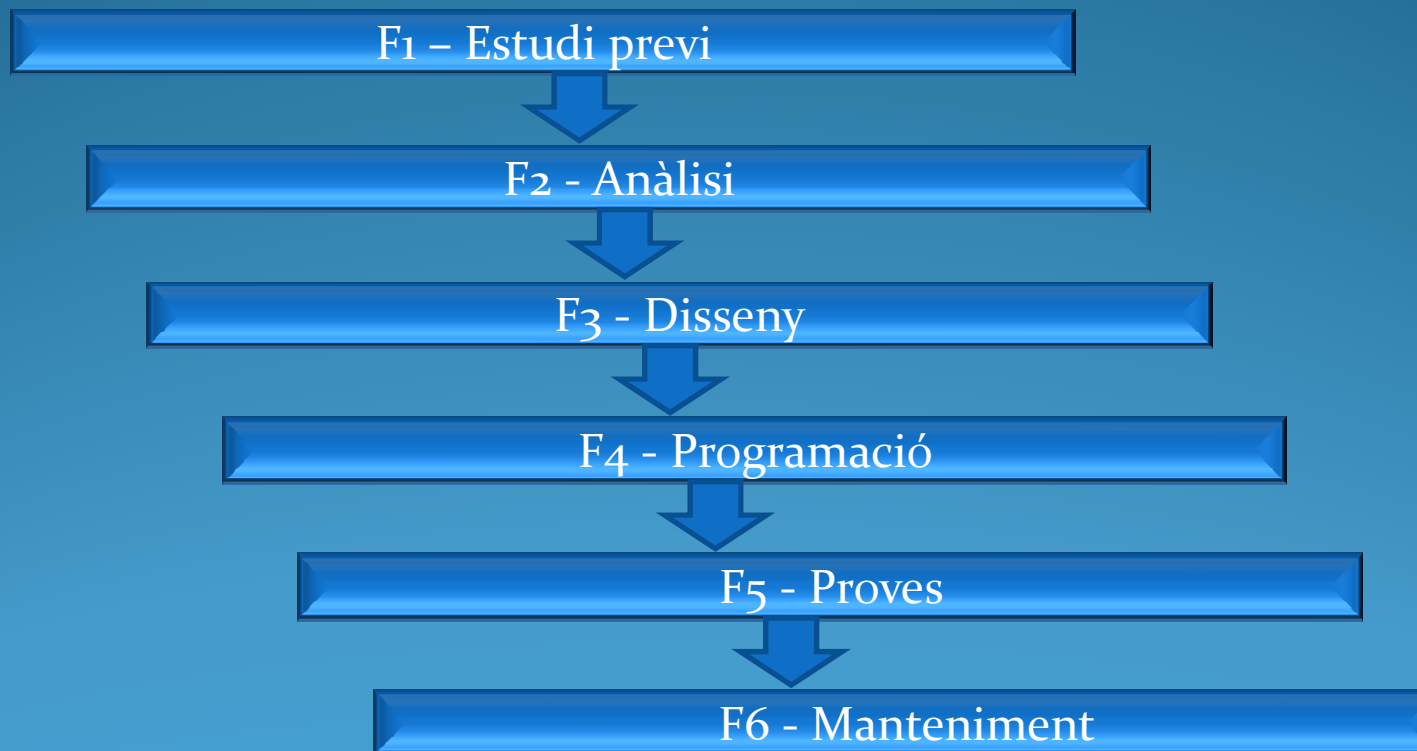 F1 – Estudi previ
F2 - Anàlisi
F3 - Disseny
F4 - Programació
F5 - Proves
F6 - Manteniment